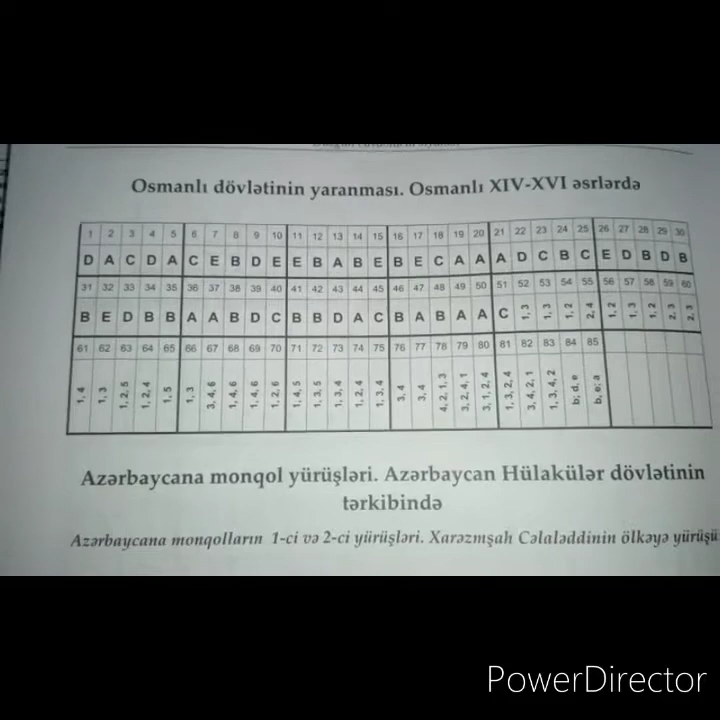 Osmanlı dövlətinin yaranması. Osmanlı XIV-XVI əsrlərdə
1 2 3 4 5 6 7 8 9 10 11 12 13 14 15 16 17 18 19 20 21 22 23 24 25 26 27 28 29 30
D A C D A C E B D E E B A B E B E C A A A D C B C E D B D B
31 32 33 34 35 36 37 38 39 40 41 42 43 44 45 46 47 48 49 50 51 52 53 54 55 56 57 58 59 60
B E D B B A A B D C B B D A C B A B A A C 1, 3 1, 3 1, 2 2, 4 1, 2 1, 3 1, 2 2, 3 2, 3
61 62 63 64 65 66 67 68 69 70 71 72 73 74 75 76 77 78 79 80 81 82 83 84 85
1, 4 1, 3 1, 2, 5 1, 2, 4 1, 5 1, 3 3, 4, 6 1, 4, 6 1, 4, 6 1, 2, 6 1, 4, 5 1, 3, 5 1, 3, 4 1, 2, 4 1, 3, 4 3, 4 3, 4 4, 2, 1, 3 3, 2, 4, 1 3, 1, 2, 4 1, 3, 2, 4 3, 4, 2, 1 1, 3, 4, 2 b; d, e b, e; a
Azərbaycana monqol yürüşləri. Azərbaycan Hülakülər dövlətinin
tərkibində
Azərbaycana monqolların 1-ci və 2-ci yürüşləri. Xarəzmşah Cəlaləddinin ölkəyə yürüşü
PowerDirector